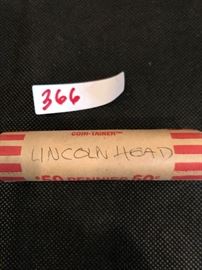 366
COIN-TAINER™
LINCOLN HEAD
50 PENNIES 50¢